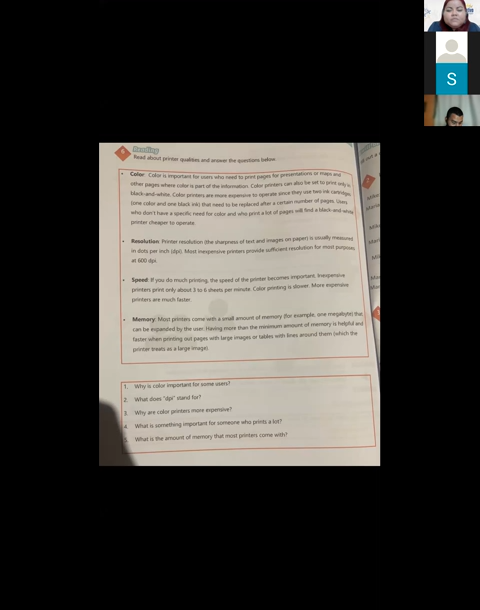 6 Reading
Read about printer qualities and answer the questions below.
• Color: Color is important for users who need to print pages for presentations or maps and
other pages where color is part of the information. Color printers can also be set to print only in
black-and-white. Color printers are more expensive to operate since they use two ink cartridges
(one color and one black ink) that need to be replaced after a certain number of pages. Users
who don't have a specific need for color and who print a lot of pages will find a black-and-white
printer cheaper to operate.
• Resolution: Printer resolution (the sharpness of text and images on paper) is usually measured
in dots per inch (dpi). Most inexpensive printers provide sufficient resolution for most purposes
at 600 dpi.
• Speed: If you do much printing, the speed of the printer becomes important. Inexpensive
printers print only about 3 to 6 sheets per minute. Color printing is slower. More expensive
printers are much faster.
• Memory: Most printers come with a small amount of memory (for example, one megabyte) that
can be expanded by the user. Having more than the minimum amount of memory is helpful and
faster when printing out pages with large images or tables with lines around them (which the
printer treats as a large image).
1. Why is color important for some users?
2. What does "dpi" stand for?
3. Why are color printers more expensive?
4. What is something important for someone who prints a lot?
5. What is the amount of memory that most printers come with?
S